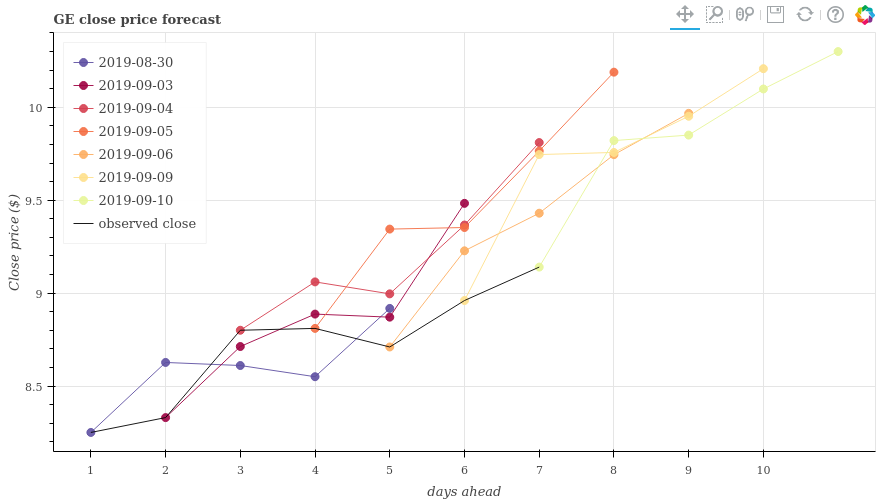 GE close price forecast
2019-08-30
2019-09-03
2019-09-04
2019-09-05
2019-09-06
2019-09-09
2019-09-10
observed close
Close price ($)
10
9.5
9
8.5
1 2 3 4 5 6 7 8 9 10
days ahead